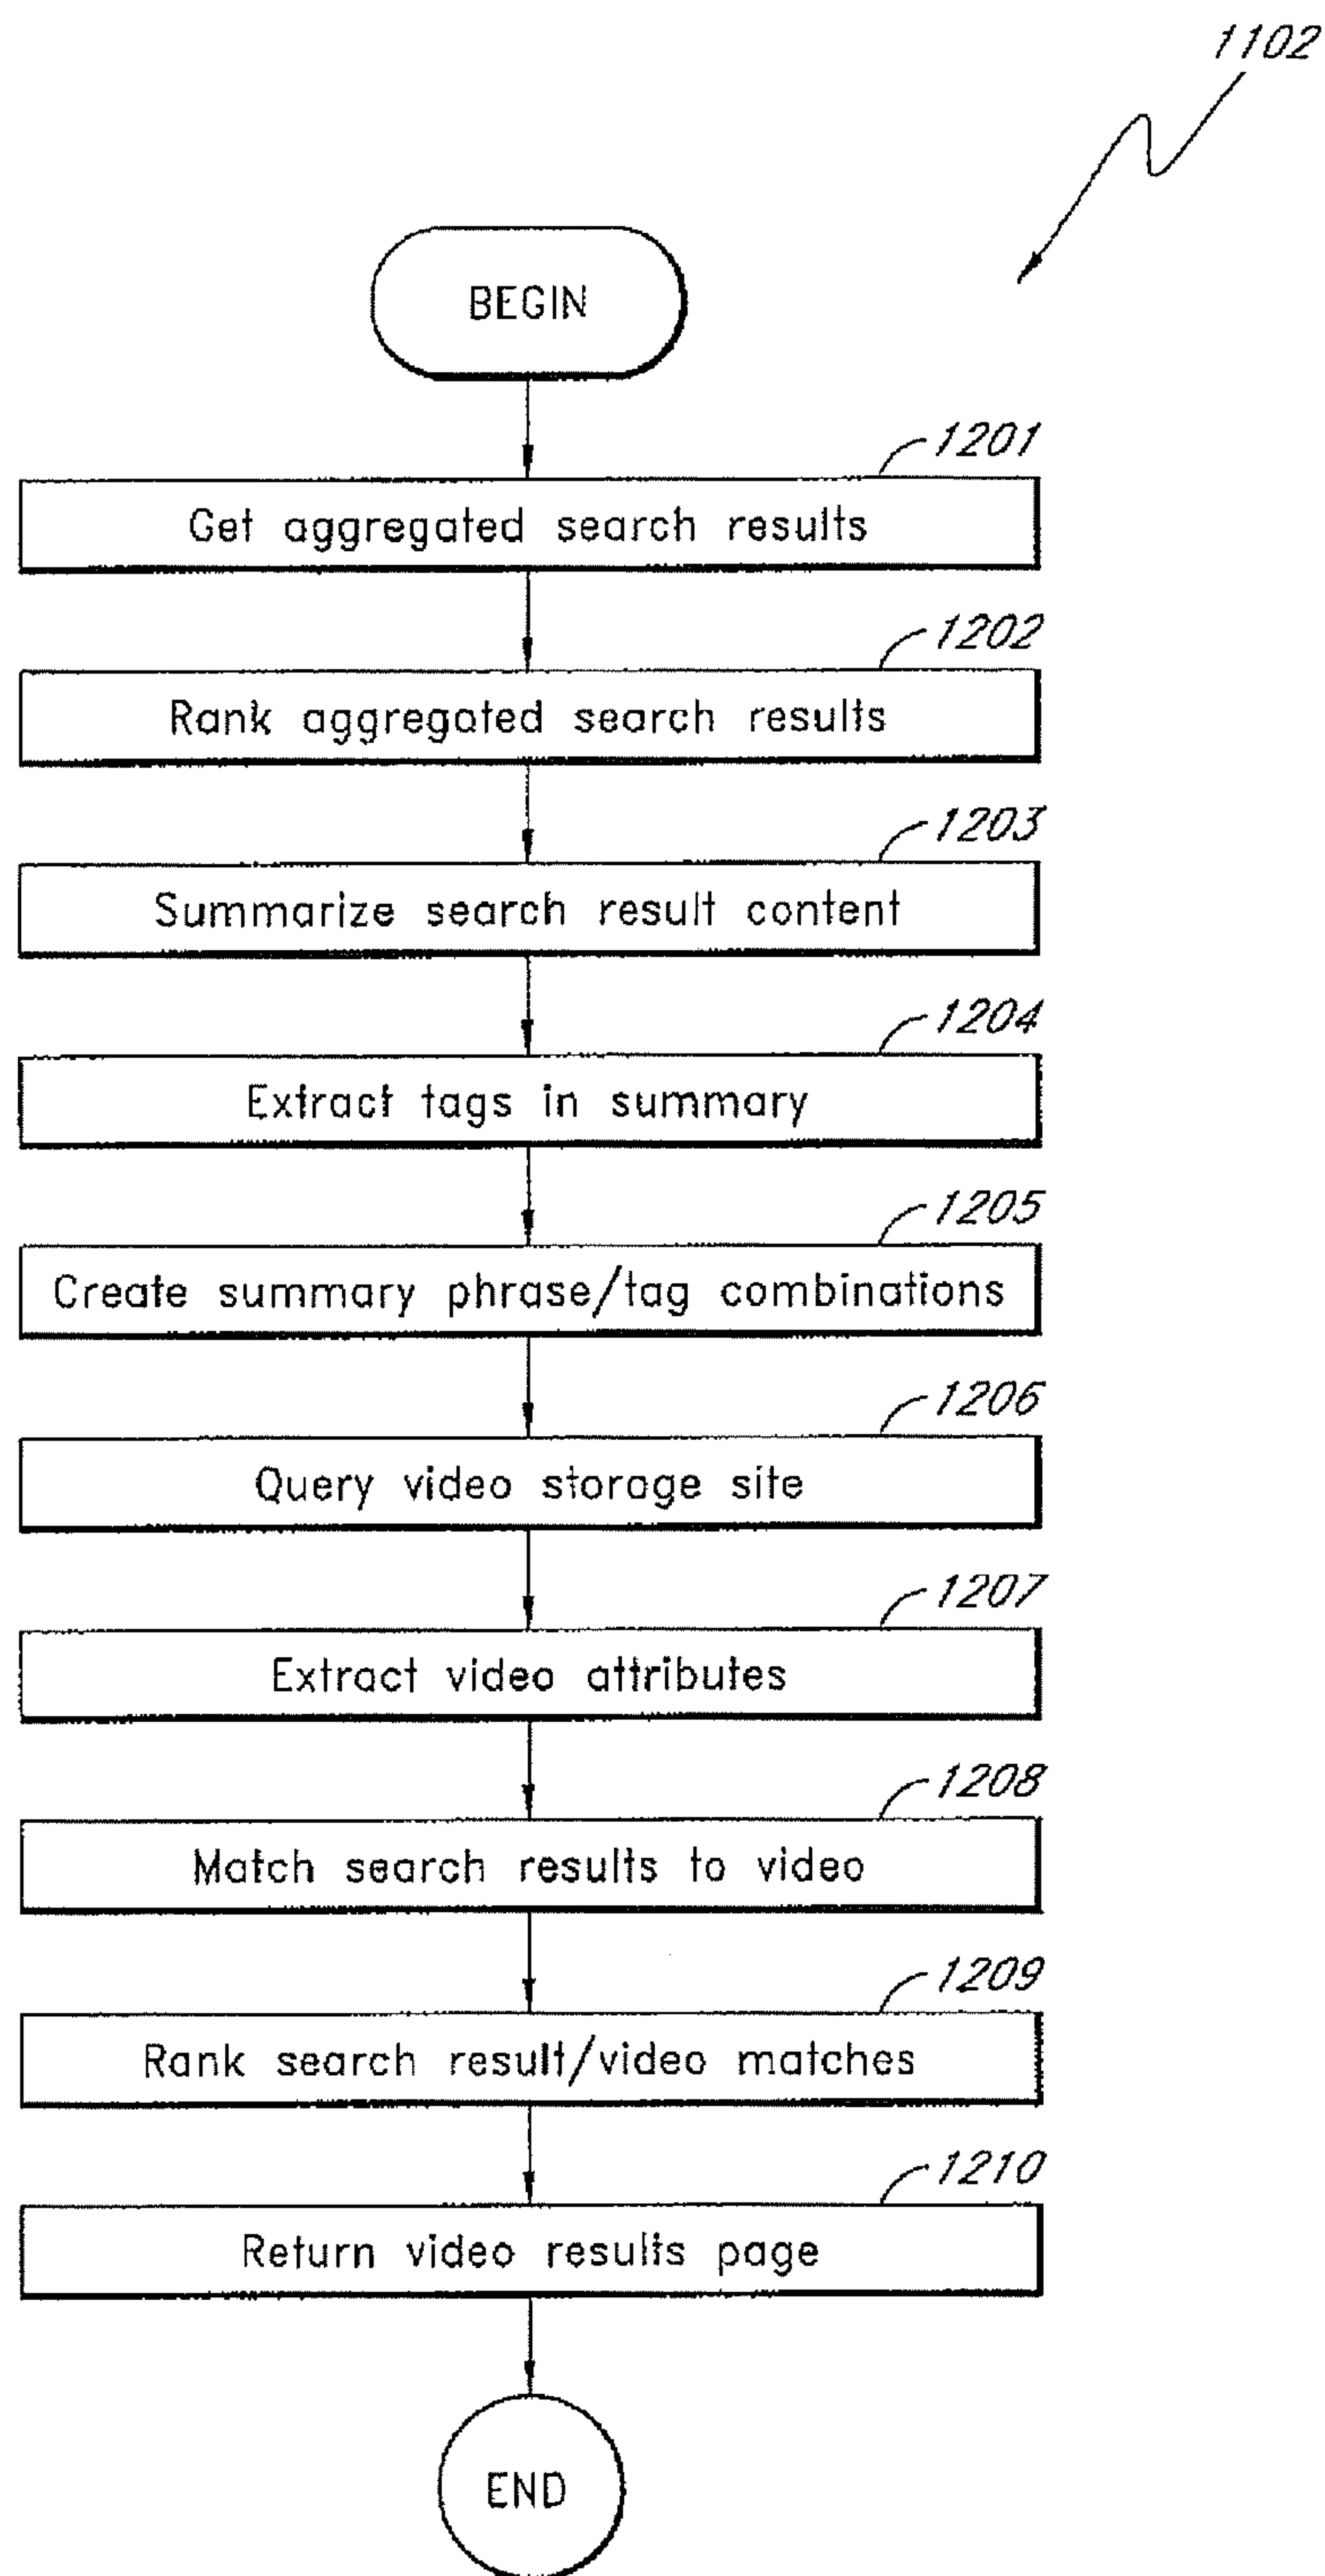 1102
BEGIN
1201
Get aggregated search results
1202
Rank aggregated search results
1203
Summarize search result content
1204
Extract tags in summary
1205
Create summary phrase/tag combinations
1206
Query video storage site
1207
Extract video attributes
1208
Match search results to video
1209
Rank search result/video matches
1210
Return video results page
END